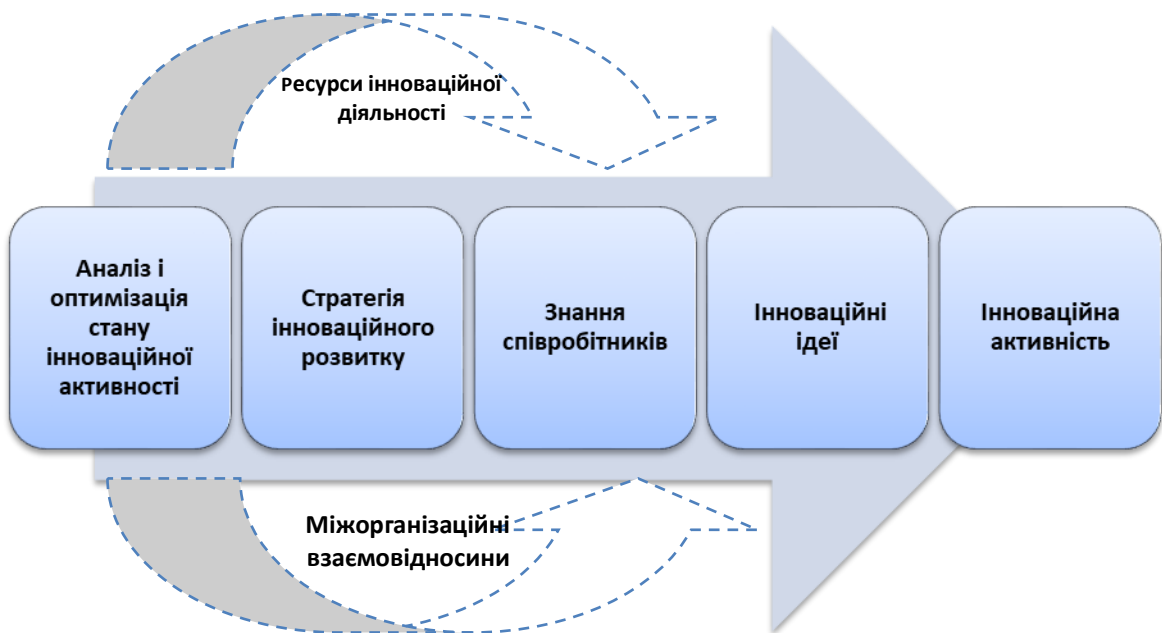 Ресурси інноваційної
діяльності
Аналіз і
оптимізація
стану
інноваційної
активності
Стратегія
інноваційного
розвитку
Знання
співробітників
Інноваційні
ідеї
Інноваційна
активність
Міжорганізаційні
взаємовідносини